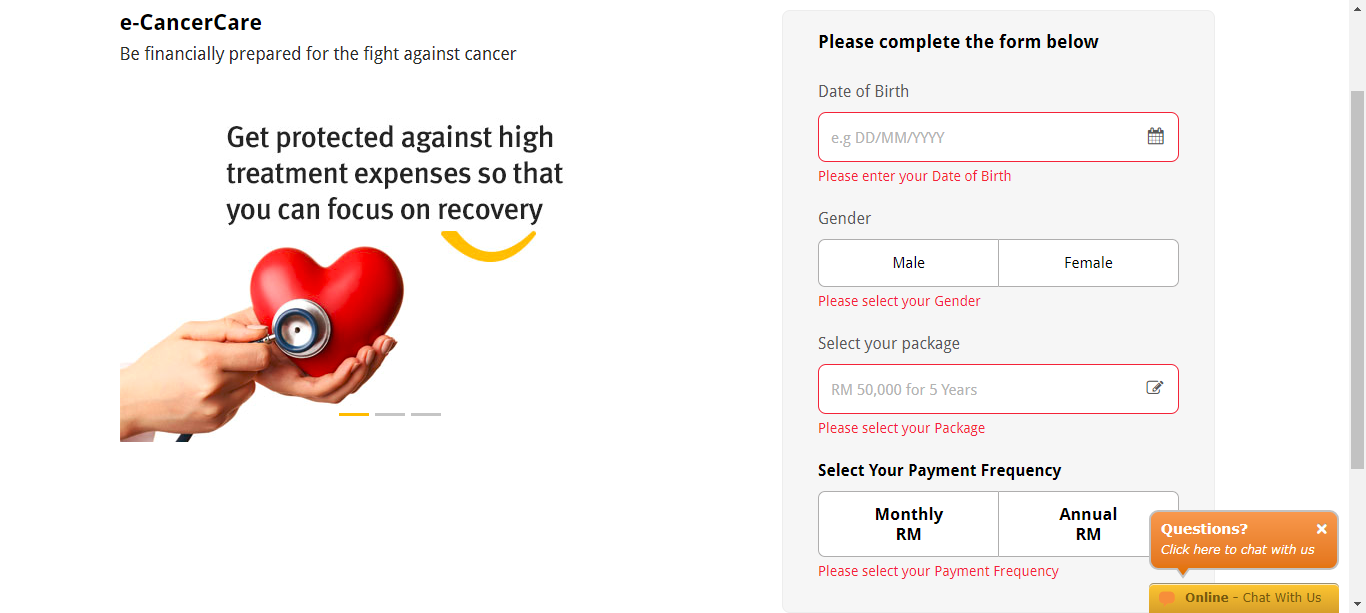 e-CancerCare
Be financially prepared for the fight against cancer
Get protected against high
treatment expenses so that
you can focus on recovery
Please complete the form below
Date of Birth
e.g DD/MM/YYYY
Please enter your Date of Birth
Gender
Male Female
Please select your Gender
Select your package
RM 50,000 for 5 Years
Please select your Package
Select Your Payment Frequency
Monthly Annual
RM RM
Please select your Payment Frequency
Questions?
Click here to chat with us
Online - Chat With Us